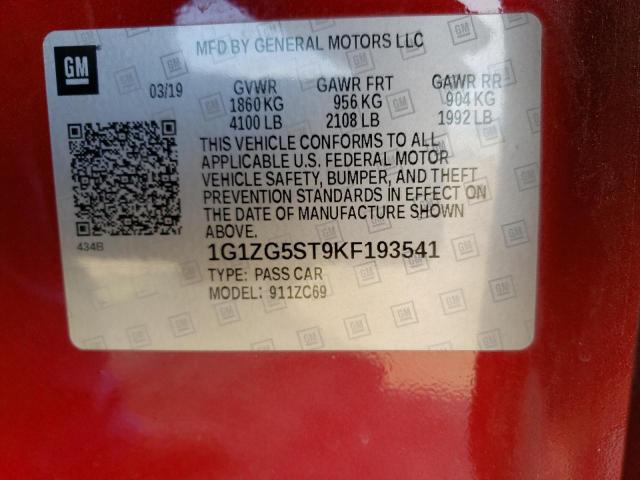 GM
MFD BY GENERAL MOTORS LLC
03/19 GVWR GAWR FRT GAWR RR
1860 KG 956 KG 904 KG
4100 LB 2108 LB 1992 LB
THIS VEHICLE CONFORMS TO ALL
APPLICABLE U.S. FEDERAL MOTOR
VEHICLE SAFETY, BUMPER, AND THEFT
PREVENTION STANDARDS IN EFFECT ON
THE DATE OF MANUFACTURE SHOWN
ABOVE.
434B
1G1ZG5ST9KF193541
TYPE: PASS CAR
MODEL: 911ZC69